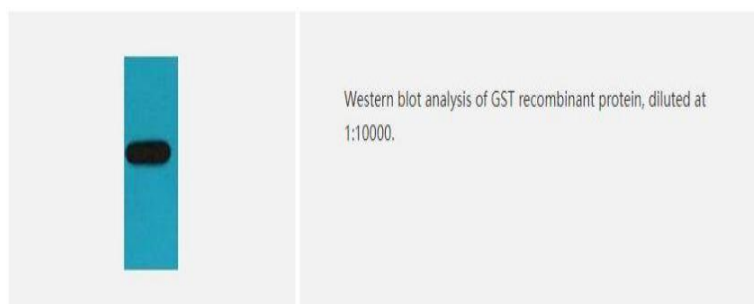 Western blot analysis of GST recombinant protein, diluted at
1:10000.